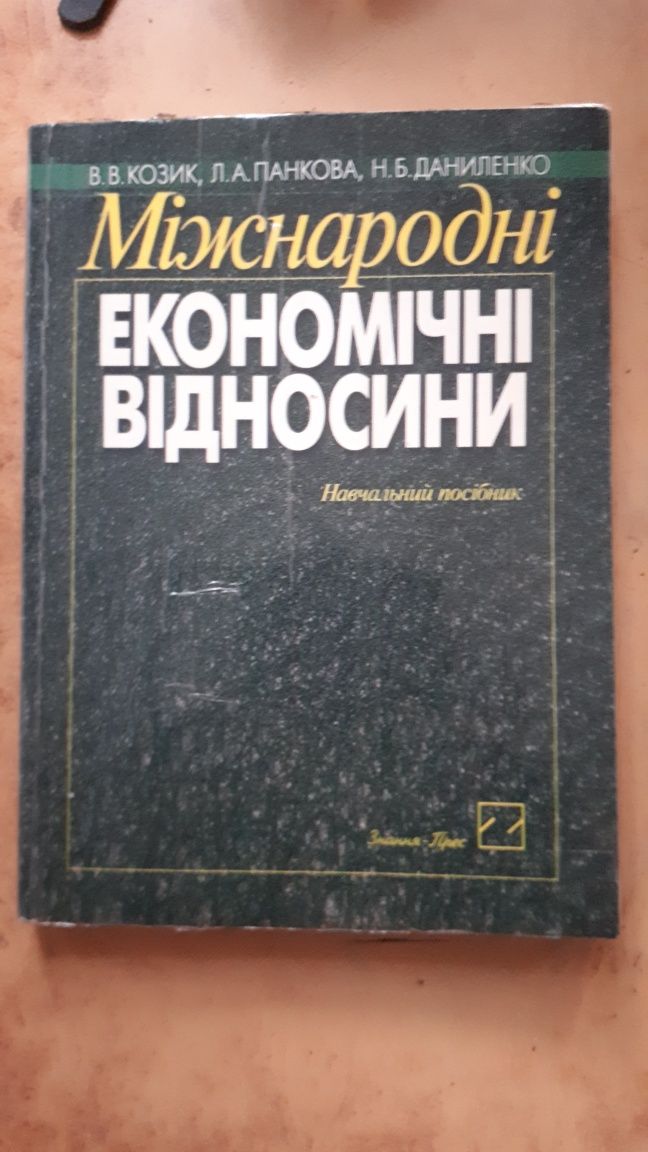 В. В. КОЗИК, Л. А. ПАНКОВА, Н. Б. ДАНИЛЕНКО
Міжнародні
ЕКОНОМІЧНІ
ВІДНОСИНИ
Навчальний посібник
Знання-Прес